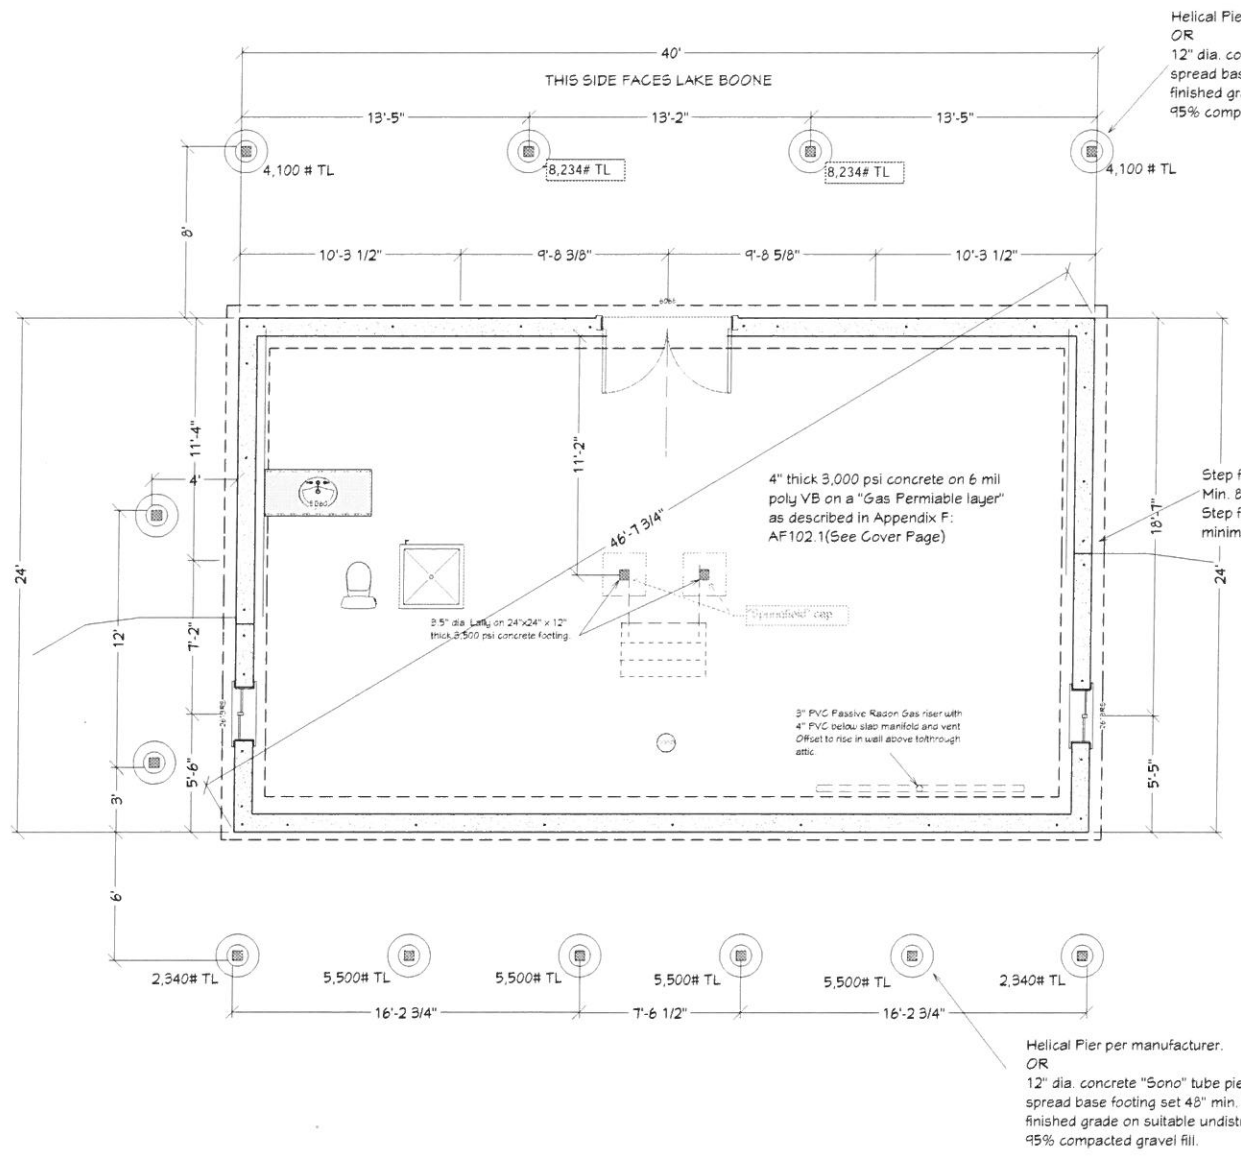 Helical Pie
OR
12" dia. co
spread bas
finished gr
95% comp
40'
THIS SIDE FACES LAKE BOONE
13'-5"
13'-2"
13'-5"
4,100 # TL
8,234# TL
8,234# TL
4,100 # TL
8'
10'-3 1/2"
9'-8 3/8"
9'-8 5/8"
10'-3 1/2"
24'
11'-4"
4'
11'-2"
46'-7 3/4"
4" thick 3,000 psi concrete on 6 mil
poly VB on a "Gas Permiable layer"
as described in Appendix F:
AF102.1(See Cover Page)
Step f
Min. 8
Step f
minim
18'-7"
24'
12'
7'-2"
3.5" dia. Lally on 24"x24" x 12"
thick 3,500 psi concrete footing.
"Springfield" cap
3" PVC Passive Radon Gas riser with
4" PVC below slab manifold and vent
Offset to rise in wall above to/through
attic.
5'-6"
3'
5'-5"
6'
2,340# TL
5,500# TL
5,500# TL
5,500# TL
5,500# TL
2,340# TL
16'-2 3/4"
7'-6 1/2"
16'-2 3/4"
Helical Pier per manufacturer.
OR
12" dia. concrete "Sono" tube pie
spread base footing set 48" min.
finished grade on suitable undist
95% compacted gravel fill.